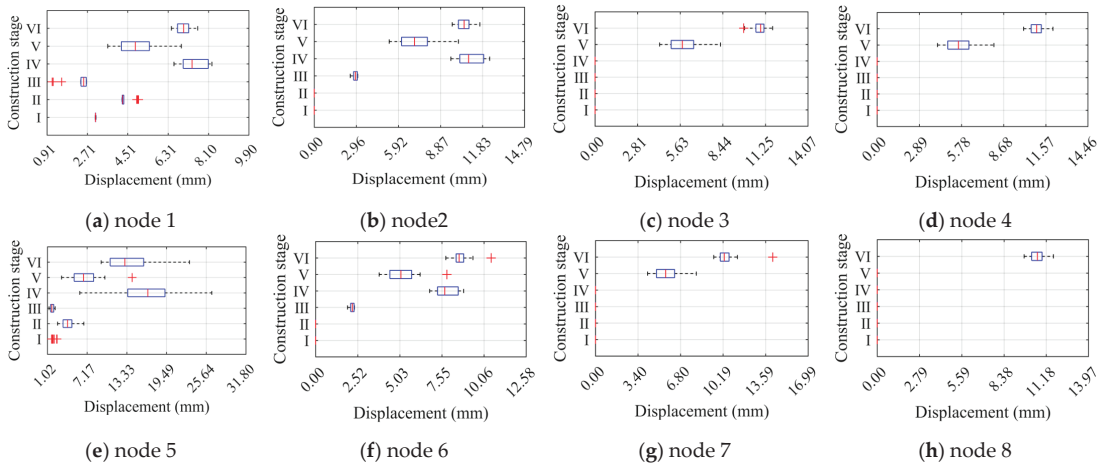 Construction stage
VI
V
IV
III
II
I
0.91
2.71
4.51
6.31
8.10
9.90
Displacement (mm)
(a) node 1
Construction stage
VI
V
IV
III
II
I
0.00
2.96
5.92
8.87
11.83
14.79
Displacement (mm)
(b) node2
Construction stage
VI
V
IV
III
II
I
0.00
2.81
5.63
8.44
11.25
14.07
Displacement (mm)
(c) node 3
Construction stage
VI
V
IV
III
II
I
0.00
2.89
5.78
8.68
11.57
14.46
Displacement (mm)
(d) node 4
Construction stage
VI
V
IV
III
II
I
1.02
7.17
13.33
19.49
25.64
31.80
Displacement (mm)
(e) node 5
Construction stage
VI
V
IV
III
II
I
0.00
2.52
5.03
7.55
10.06
12.58
Displacement (mm)
(f) node 6
Construction stage
VI
V
IV
III
II
I
0.00
3.40
6.80
10.19
13.59
16.99
Displacement (mm)
(g) node 7
Construction stage
VI
V
IV
III
II
I
0.00
2.79
5.59
8.38
11.18
13.97
Displacement (mm)
(h) node 8